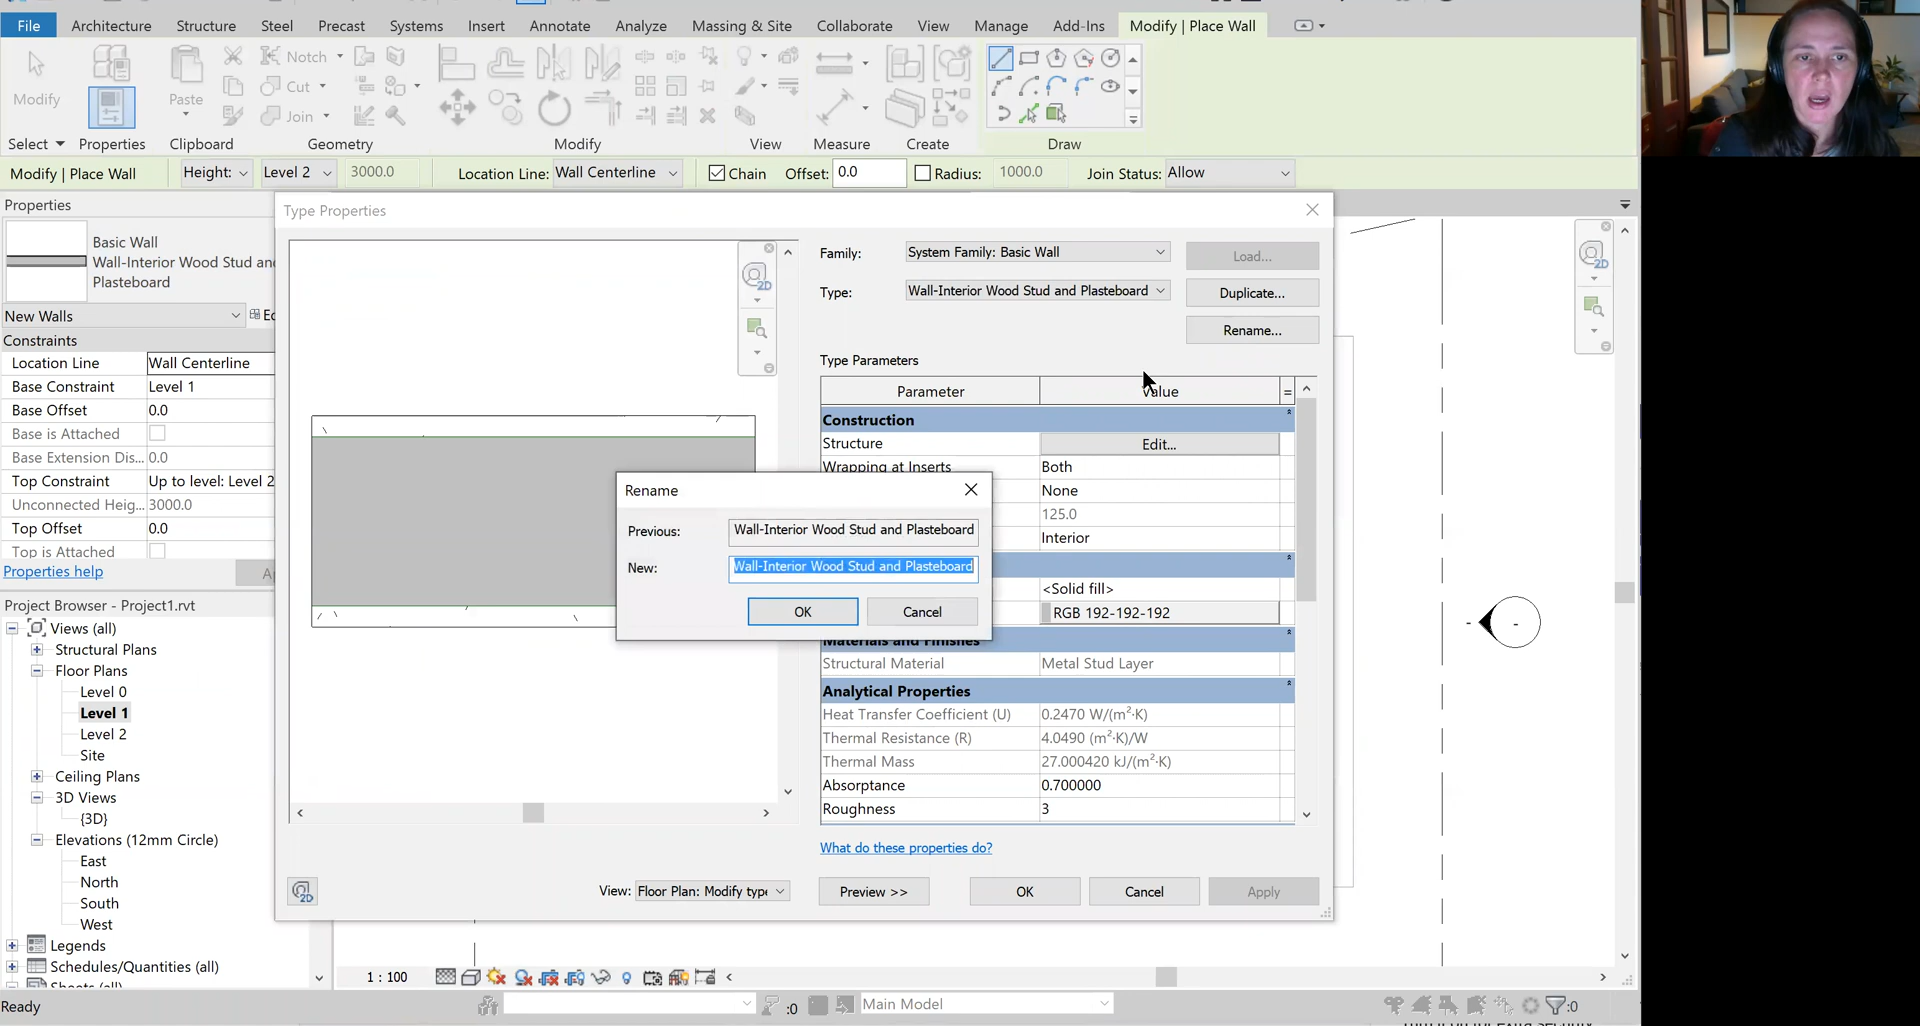 File Architecture Structure Steel Precast Systems Insert Annotate Analyze Massing & Site Collaborate View Manage Add-Ins Modify | Place Wall
Modify
Paste
Notch
Cut
Join
Select Properties Clipboard Geometry Modify View Measure Create Draw
Modify | Place Wall Height: Level 2 3000.0 Location Line: Wall Centerline Chain Offset: 0.0 Radius: 1000.0 Join Status: Allow
Properties
Basic Wall
Wall-Interior Wood Stud and
Plasteboard
New Walls
Constraints
Location Line Wall Centerline
Base Constraint Level 1
Base Offset 0.0
Base is Attached
Base Extension Dis... 0.0
Top Constraint Up to level: Level 2
Unconnected Heig... 3000.0
Top Offset 0.0
Top is Attached
Properties help
Project Browser - Project1.rvt
Views (all)
Structural Plans
Floor Plans
Level 0
Level 1
Level 2
Site
Ceiling Plans
3D Views
{3D}
Elevations (12mm Circle)
East
North
South
West
Legends
Schedules/Quantities (all)
Ready
Type Properties
2D
Family: System Family: Basic Wall Load...
Type: Wall-Interior Wood Stud and Plasteboard Duplicate...
Rename...
Type Parameters
Parameter Value =
Construction
Structure Edit...
Wrapping at Inserts Both
None
125.0
Interior
<Solid fill>
RGB 192-192-192
Materials and Finishes
Structural Material Metal Stud Layer
Analytical Properties
Heat Transfer Coefficient (U) 0.2470 W/(m²·K)
Thermal Resistance (R) 4.0490 (m²·K)/W
Thermal Mass 27.000420 kJ/(m²·K)
Absorptance 0.700000
Roughness 3
What do these properties do?
2D
View: Floor Plan: Modify type Preview >> OK Cancel Apply
Rename
Previous: Wall-Interior Wood Stud and Plasteboard
New: Wall-Interior Wood Stud and Plasteboard
OK Cancel
2D
1 : 100
:0 Main Model :0